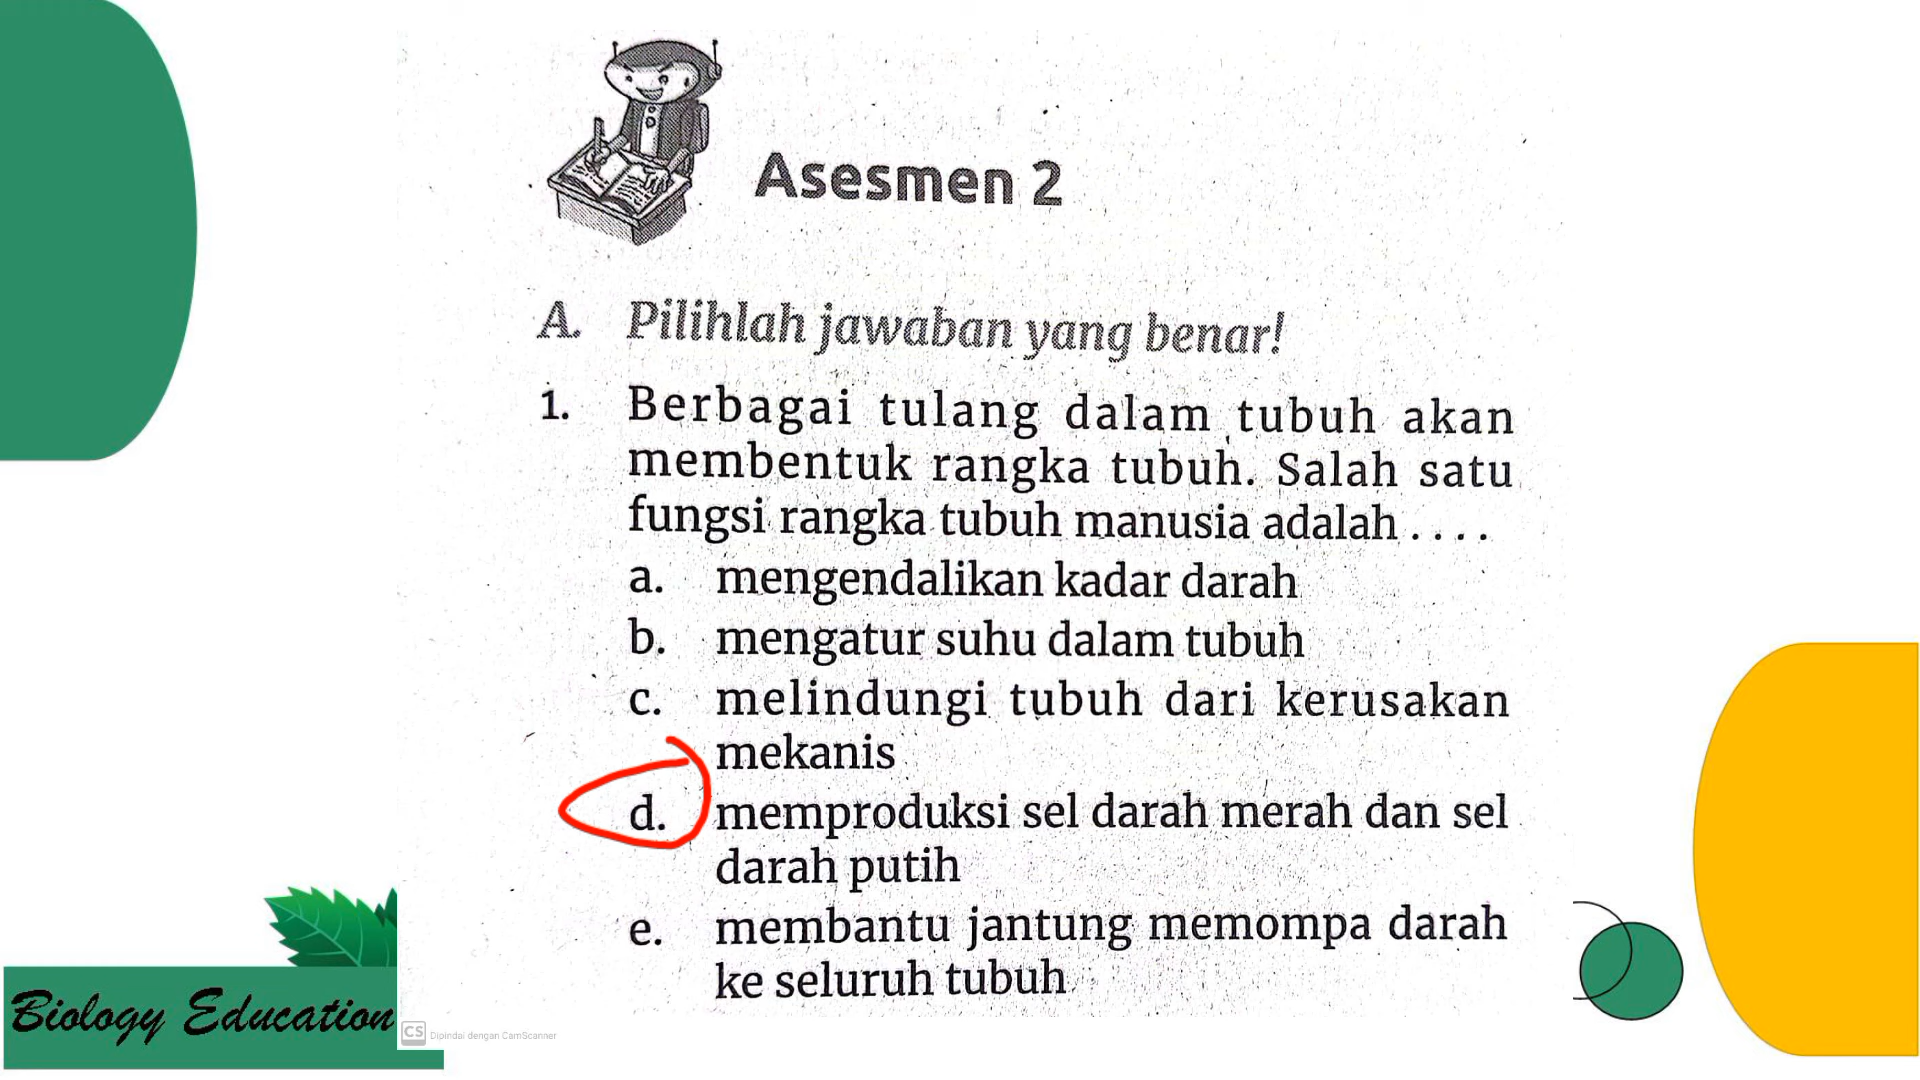 Asesmen 2
A. Pilihlah jawaban yang benar!
1. Berbagai tulang dalam tubuh akan
membentuk rangka tubuh. Salah satu
fungsi rangka tubuh manusia adalah . . . .
a. mengendalikan kadar darah
b. mengatur suhu dalam tubuh
c. melindungi tubuh dari kerusakan
mekanis
d. memproduksi sel darah merah dan sel
darah putih
e. membantu jantung memompa darah
ke seluruh tubuh
Biology Education
CS Dipindai dengan CamScanner